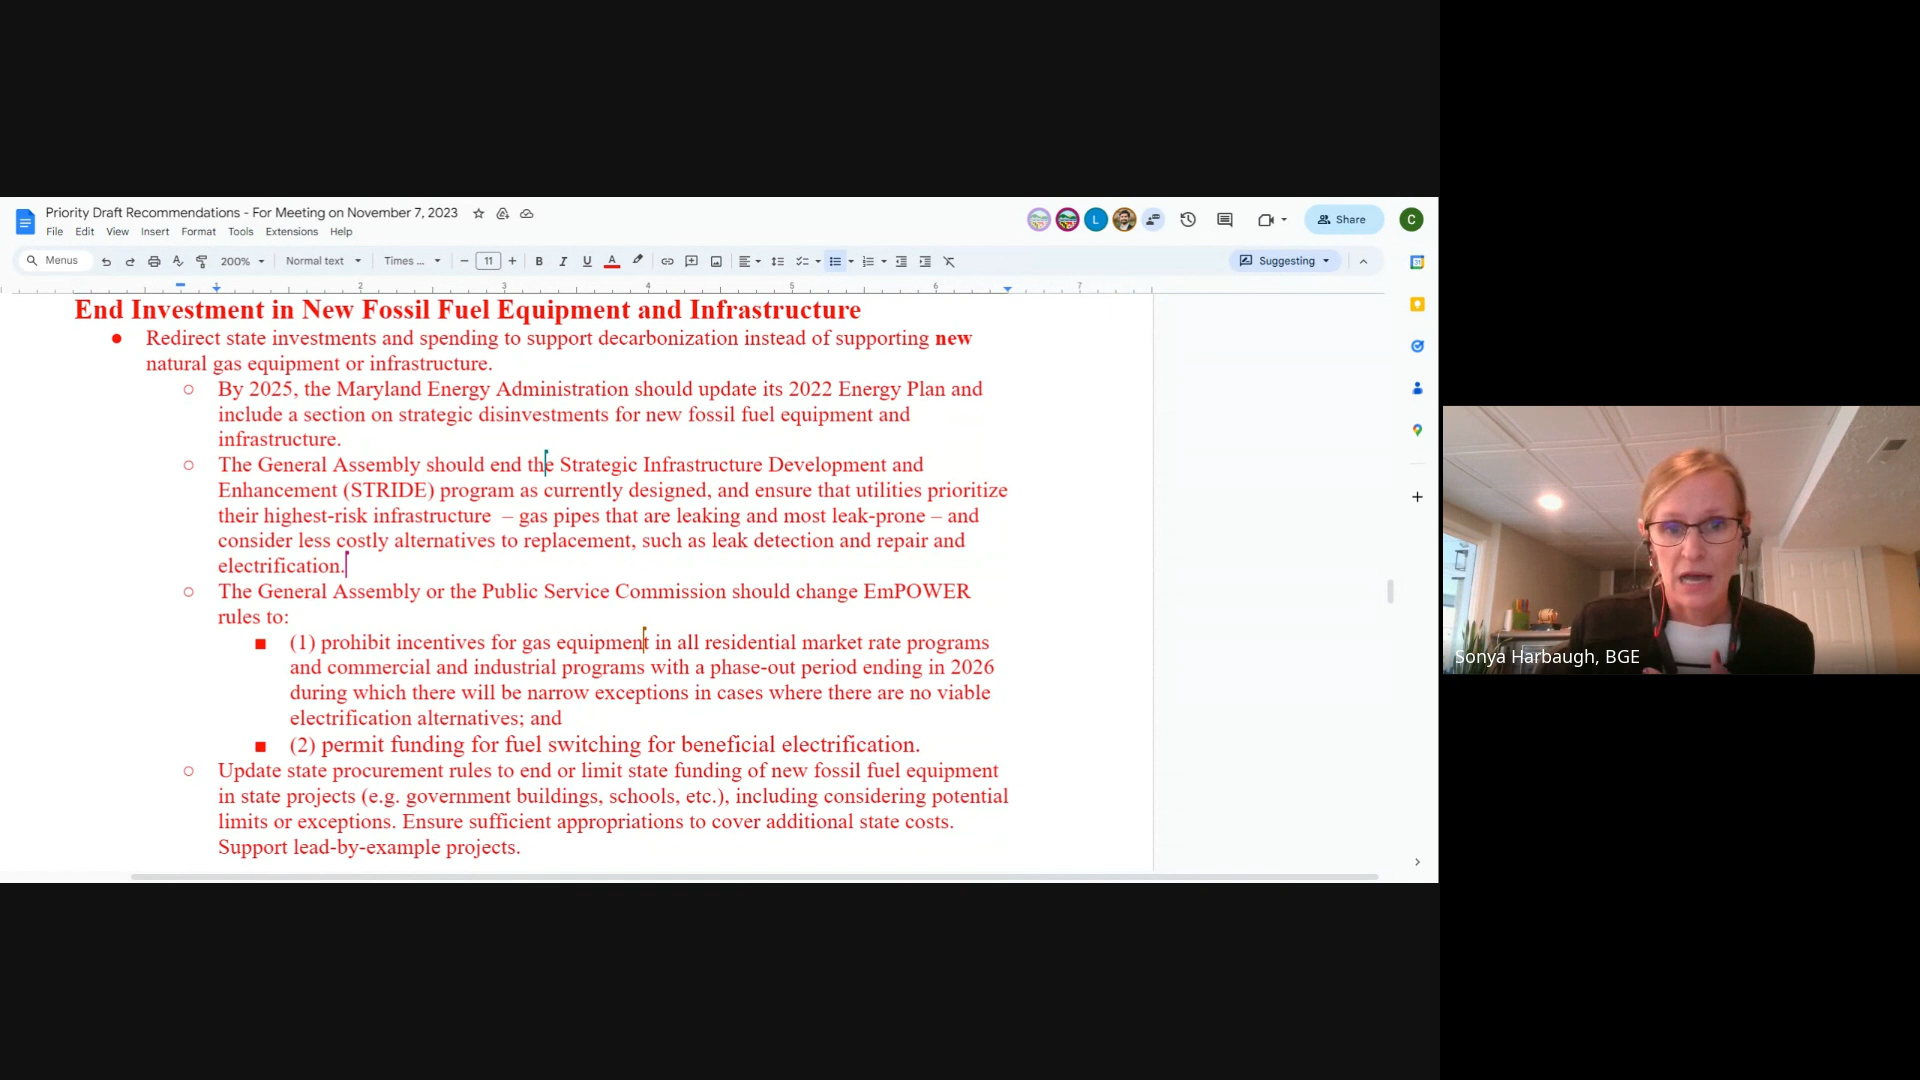 Priority Draft Recommendations - For Meeting on November 7, 2023
File Edit View Insert Format Tools Extensions Help
L
Share
C
Menus
200%
Normal text
Times ...
11
B
I
U
A
Suggesting
1 2 3 4 5 6 7
End Investment in New Fossil Fuel Equipment and Infrastructure
● Redirect state investments and spending to support decarbonization instead of supporting new
natural gas equipment or infrastructure.
○ By 2025, the Maryland Energy Administration should update its 2022 Energy Plan and
include a section on strategic disinvestments for new fossil fuel equipment and
infrastructure.
○ The General Assembly should end the Strategic Infrastructure Development and
Enhancement (STRIDE) program as currently designed, and ensure that utilities prioritize
their highest-risk infrastructure – gas pipes that are leaking and most leak-prone – and
consider less costly alternatives to replacement, such as leak detection and repair and
electrification.
○ The General Assembly or the Public Service Commission should change EmPOWER
rules to:
■ (1) prohibit incentives for gas equipment in all residential market rate programs
and commercial and industrial programs with a phase-out period ending in 2026
during which there will be narrow exceptions in cases where there are no viable
electrification alternatives; and
■ (2) permit funding for fuel switching for beneficial electrification.
○ Update state procurement rules to end or limit state funding of new fossil fuel equipment
in state projects (e.g. government buildings, schools, etc.), including considering potential
limits or exceptions. Ensure sufficient appropriations to cover additional state costs.
Support lead-by-example projects.
Sonya Harbaugh, BGE